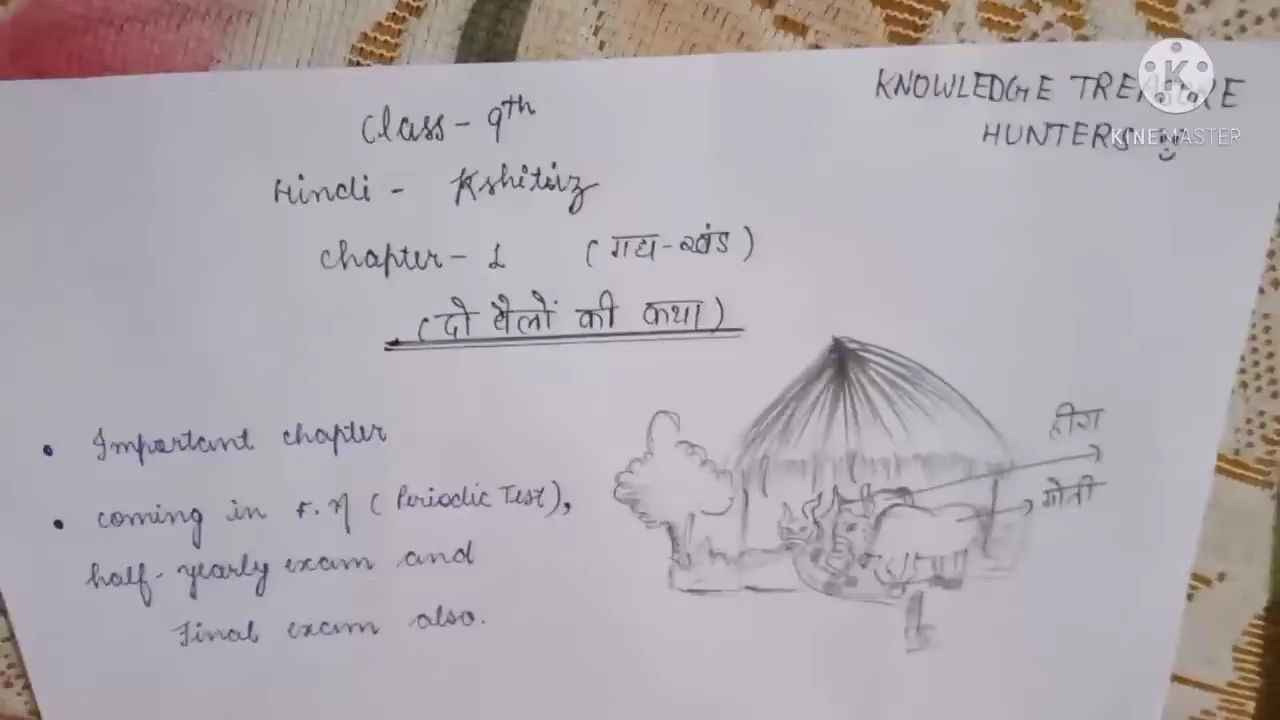 KNOWLEDGE TREASURE
HUNTERS
KINEMASTER
Class - 9th
Hindi - Kshitiz
Chapter - 1 (गद्य-खंड)
(दो बैलों की कथा)
हीरा
मोती
• Important chapter
• coming in (Periodic Test),
half-yearly exam and
Final exam also.